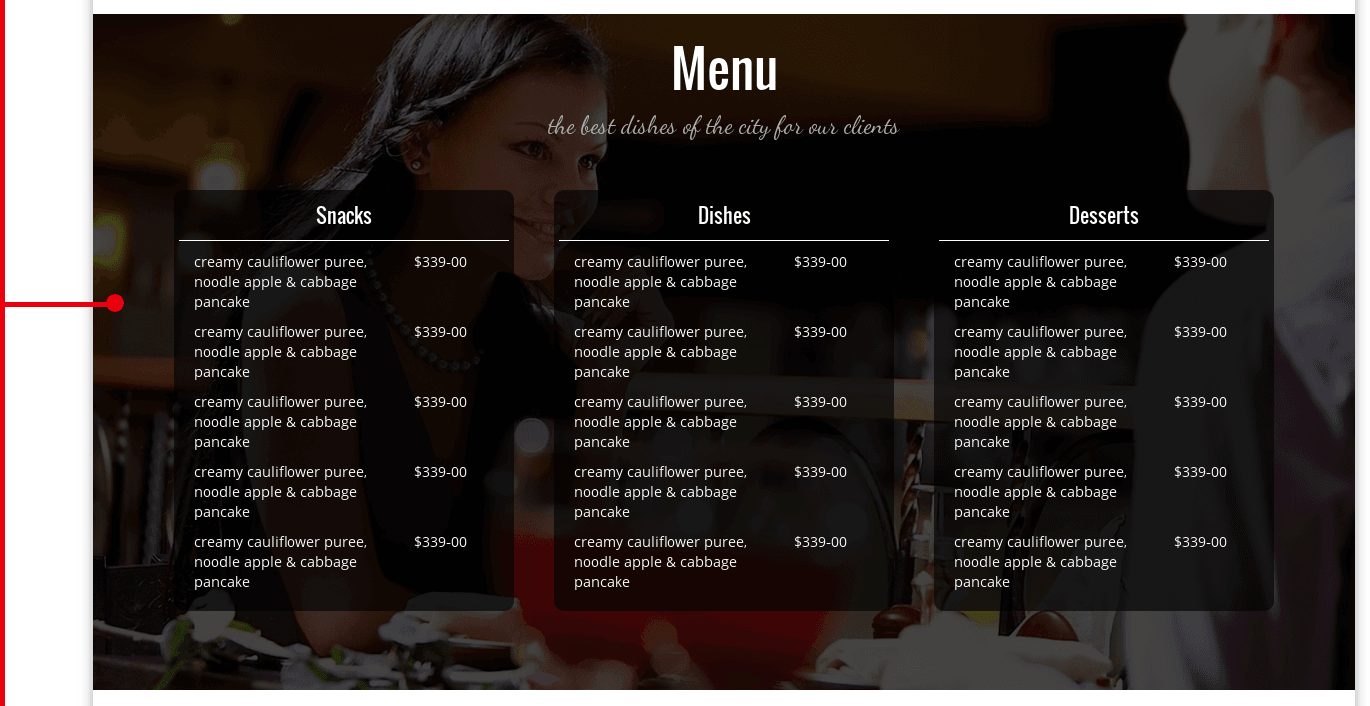 Menu
the best dishes of the city for our clients
Snacks
creamy cauliflower puree, $339-00
noodle apple & cabbage
pancake
creamy cauliflower puree, $339-00
noodle apple & cabbage
pancake
creamy cauliflower puree, $339-00
noodle apple & cabbage
pancake
creamy cauliflower puree, $339-00
noodle apple & cabbage
pancake
creamy cauliflower puree, $339-00
noodle apple & cabbage
pancake
Dishes
creamy cauliflower puree, $339-00
noodle apple & cabbage
pancake
creamy cauliflower puree, $339-00
noodle apple & cabbage
pancake
creamy cauliflower puree, $339-00
noodle apple & cabbage
pancake
creamy cauliflower puree, $339-00
noodle apple & cabbage
pancake
creamy cauliflower puree, $339-00
noodle apple & cabbage
pancake
Desserts
creamy cauliflower puree, $339-00
noodle apple & cabbage
pancake
creamy cauliflower puree, $339-00
noodle apple & cabbage
pancake
creamy cauliflower puree, $339-00
noodle apple & cabbage
pancake
creamy cauliflower puree, $339-00
noodle apple & cabbage
pancake
creamy cauliflower puree, $339-00
noodle apple & cabbage
pancake